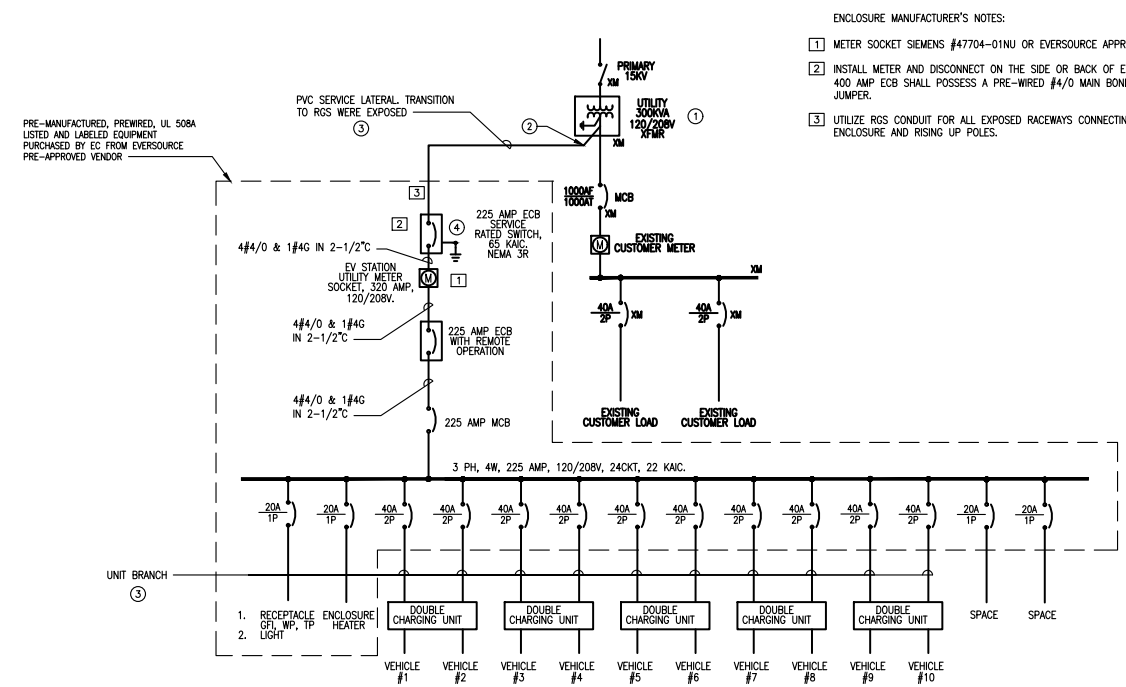 ENCLOSURE MANUFACTURER'S NOTES:
1 METER SOCKET SIEMENS #47704-01NU OR EVERSOURCE
2 INSTALL METER AND DISCONNECT ON THE SIDE OR BACK OF
400 AMP ECB SHALL POSSESS A PRE-WIRED #4/0 MAIN
JUMPER.
3 UTILIZE RGS CONDUIT FOR ALL EXPOSED RACEWAYS
ENCLOSURE AND RISING UP POLES.
PRIMARY
15KV
XM
UTILITY
300KVA
120/208V
XFMR
1
XM
PVC SERVICE LATERAL. TRANSITION
TO RGS WERE EXPOSED
3
2
PRE-MANUFACTURED, PREWIRED, UL 508A
LISTED AND LABELED EQUIPMENT
PURCHASED BY EC FROM EVERSOURCE
PRE-APPROVED VENDOR
1000AF
1000AT
MCB
XM
M
EXISTING
CUSTOMER METER
XM
40A
2P
XM
40A
2P
XM
EXISTING
CUSTOMER LOAD
EXISTING
CUSTOMER LOAD
3
2
4
225 AMP ECB
SERVICE
RATED SWITCH,
65 KAIC.
NEMA 3R
4#4/0 & 1#4G IN 2-1/2"C
EV STATION
UTILITY METER
SOCKET, 320 AMP,
120/208V.
M
1
4#4/0 & 1#4G
IN 2-1/2"C
225 AMP ECB
WITH REMOTE
OPERATION
4#4/0 & 1#4G
IN 2-1/2"C
225 AMP MCB
3 PH, 4W, 225 AMP, 120/208V, 24CKT, 22 KAIC.
20A 20A 40A 40A 40A 40A 40A 40A 40A 40A 40A 40A 20A 20A
1P 1P 2P 2P 2P 2P 2P 2P 2P 2P 2P 2P 1P 1P
UNIT BRANCH
3
1. RECEPTACLE
GFI, WP, TP
2. LIGHT
ENCLOSURE
HEATER
DOUBLE
CHARGING UNIT
DOUBLE
CHARGING UNIT
DOUBLE
CHARGING UNIT
DOUBLE
CHARGING UNIT
DOUBLE
CHARGING UNIT
SPACE
SPACE
VEHICLE
#1
VEHICLE
#2
VEHICLE
#3
VEHICLE
#4
VEHICLE
#5
VEHICLE
#6
VEHICLE
#7
VEHICLE
#8
VEHICLE
#9
VEHICLE
#10